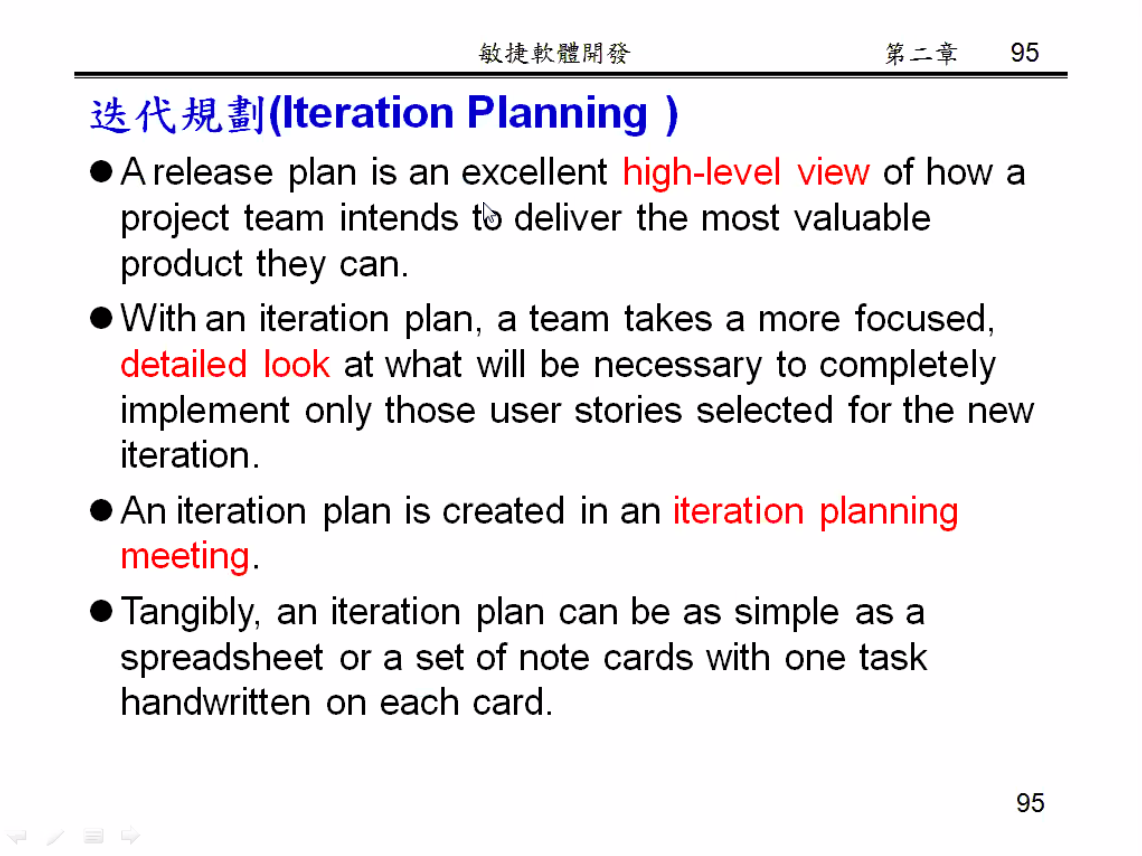 敏捷軟體開發 第二章 95
迭代規劃(Iteration Planning )
● A release plan is an excellent high-level view of how a
project team intends to deliver the most valuable
product they can.
● With an iteration plan, a team takes a more focused,
detailed look at what will be necessary to completely
implement only those user stories selected for the new
iteration.
● An iteration plan is created in an iteration planning
meeting.
● Tangibly, an iteration plan can be as simple as a
spreadsheet or a set of note cards with one task
handwritten on each card.
95